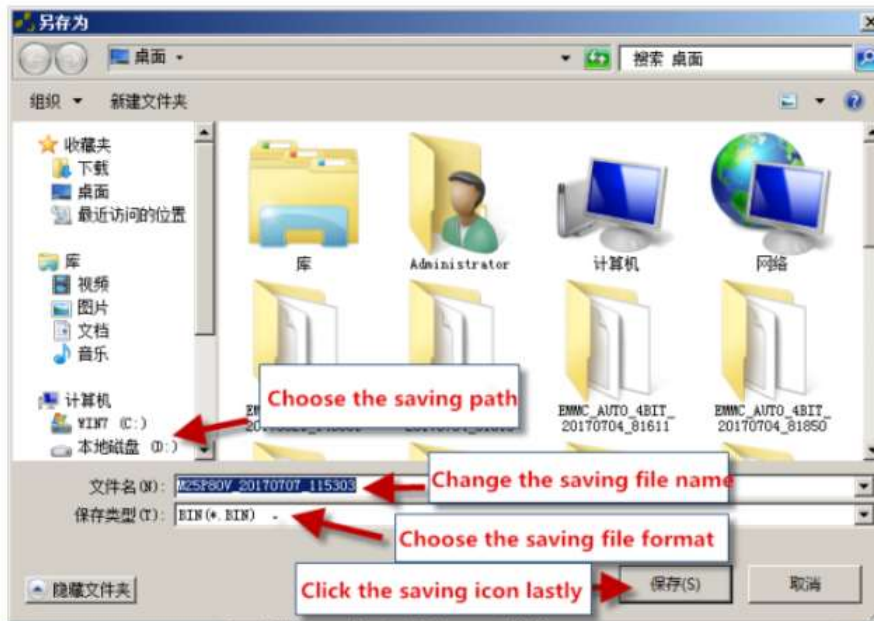 另存为
桌面
搜索 桌面
组织
新建文件夹
收藏夹
下载
桌面
最近访问的位置
库
视频
图片
文档
音乐
计算机
WIN7 (C:)
本地磁盘 (D:)
库
Administrator
计算机
网络
EMMC_AUTO_4BIT_
20170704_81611
EMMC_AUTO_4BIT_
20170704_81850
Choose the saving path
文件名(N):
M25P80V_20170707_115303
Change the saving file name
保存类型(T):
BIN(*.BIN)
Choose the saving file format
隐藏文件夹
Click the saving icon lastly
保存(S)
取消